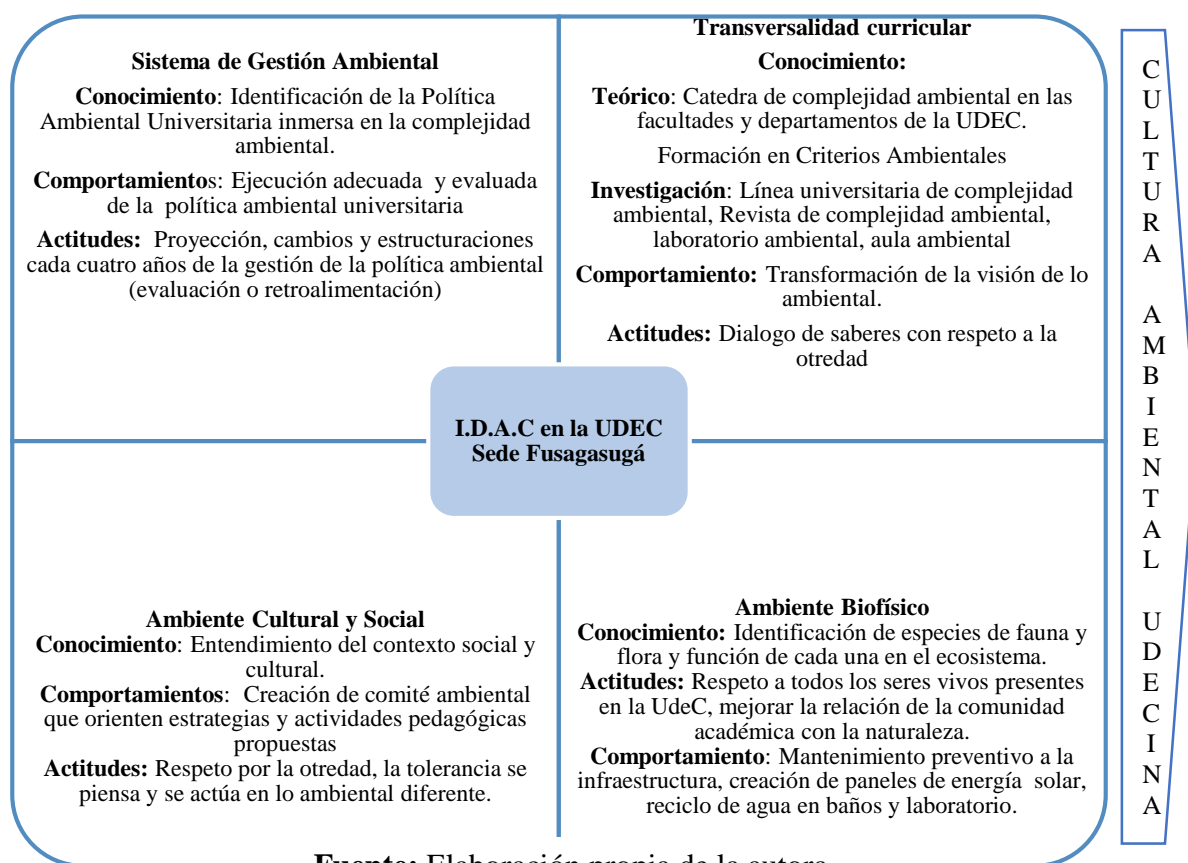 Sistema de Gestión Ambiental
Conocimiento: Identificación de la Política
Ambiental Universitaria inmersa en la complejidad
ambiental.
Comportamientos: Ejecución adecuada y evaluada
de la política ambiental universitaria
Actitudes: Proyección, cambios y estructuraciones
cada cuatro años de la gestión de la política ambiental
(evaluación o retroalimentación)
Transversalidad curricular
Conocimiento:
Teórico: Catedra de complejidad ambiental en las
facultades y departamentos de la UDEC.
Formación en Criterios Ambientales
Investigación: Línea universitaria de complejidad
ambiental, Revista de complejidad ambiental,
laboratorio ambiental, aula ambiental
Comportamiento: Transformación de la visión de lo
ambiental.
Actitudes: Dialogo de saberes con respeto a la
otredad
I.D.A.C en la UDEC
Sede Fusagasugá
Ambiente Cultural y Social
Conocimiento: Entendimiento del contexto social y
cultural.
Comportamientos: Creación de comité ambiental
que orienten estrategias y actividades pedagógicas
propuestas
Actitudes: Respeto por la otredad, la tolerancia se
piensa y se actúa en lo ambiental diferente.
Ambiente Biofísico
Conocimiento: Identificación de especies de fauna y
flora y función de cada una en el ecosistema.
Actitudes: Respeto a todos los seres vivos presentes
en la UdeC, mejorar la relación de la comunidad
académica con la naturaleza.
Comportamiento: Mantenimiento preventivo a la
infraestructura, creación de paneles de energía solar,
reciclo de agua en baños y laboratorio.
CULTURA AMBIENTAL UDECINA
Fuente: Elaboración propia de la autora